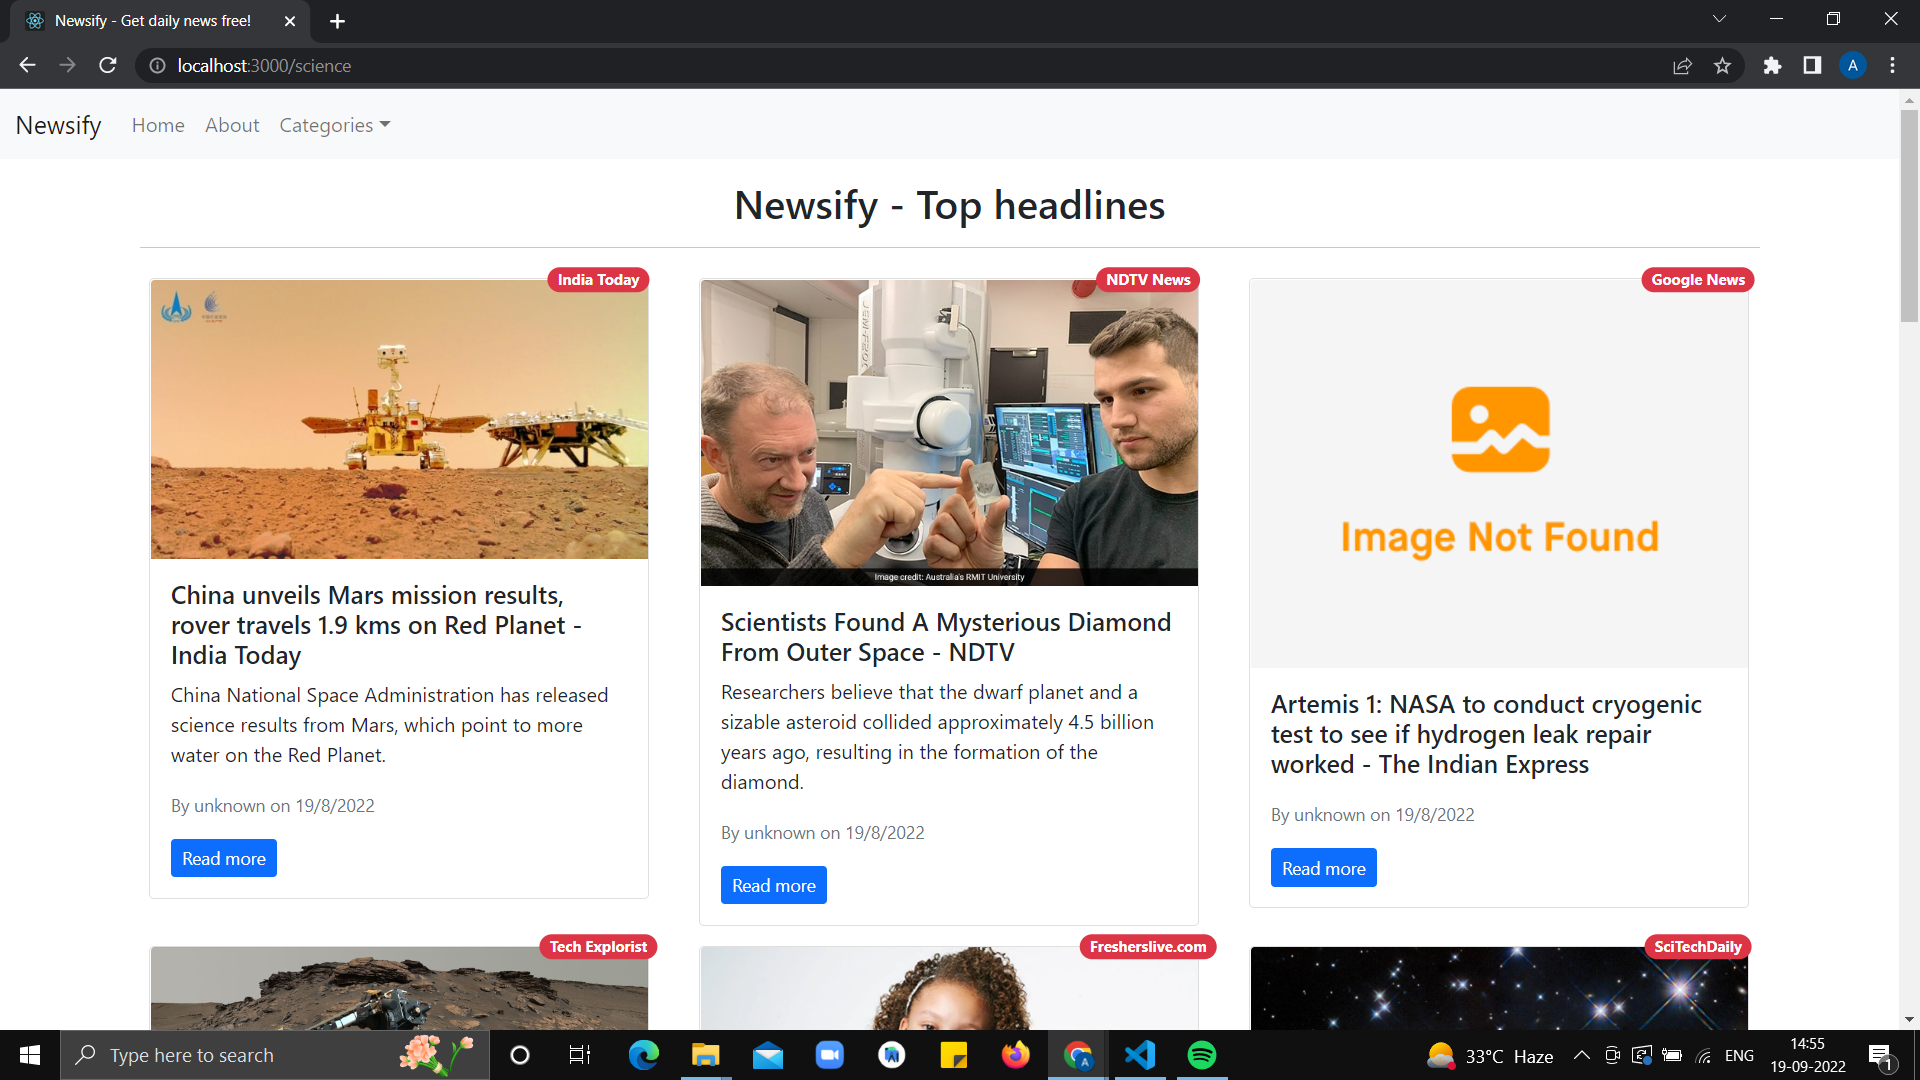 Newsify - Get daily news free!
localhost:3000/science
A
Newsify
Home
About
Categories
Newsify - Top headlines
India Today
China unveils Mars mission results,
rover travels 1.9 kms on Red Planet -
India Today
China National Space Administration has released
science results from Mars, which point to more
water on the Red Planet.
By unknown on 19/8/2022
Read more
NDTV News
Image credit: Australia's RMIT University
Scientists Found A Mysterious Diamond
From Outer Space - NDTV
Researchers believe that the dwarf planet and a
sizable asteroid collided approximately 4.5 billion
years ago, resulting in the formation of the
diamond.
By unknown on 19/8/2022
Read more
Google News
Image Not Found
Artemis 1: NASA to conduct cryogenic
test to see if hydrogen leak repair
worked - The Indian Express
By unknown on 19/8/2022
Read more
Tech Explorist
Fresherslive.com
SciTechDaily
Type here to search
33°C Haze
ENG
14:55
19-09-2022
1